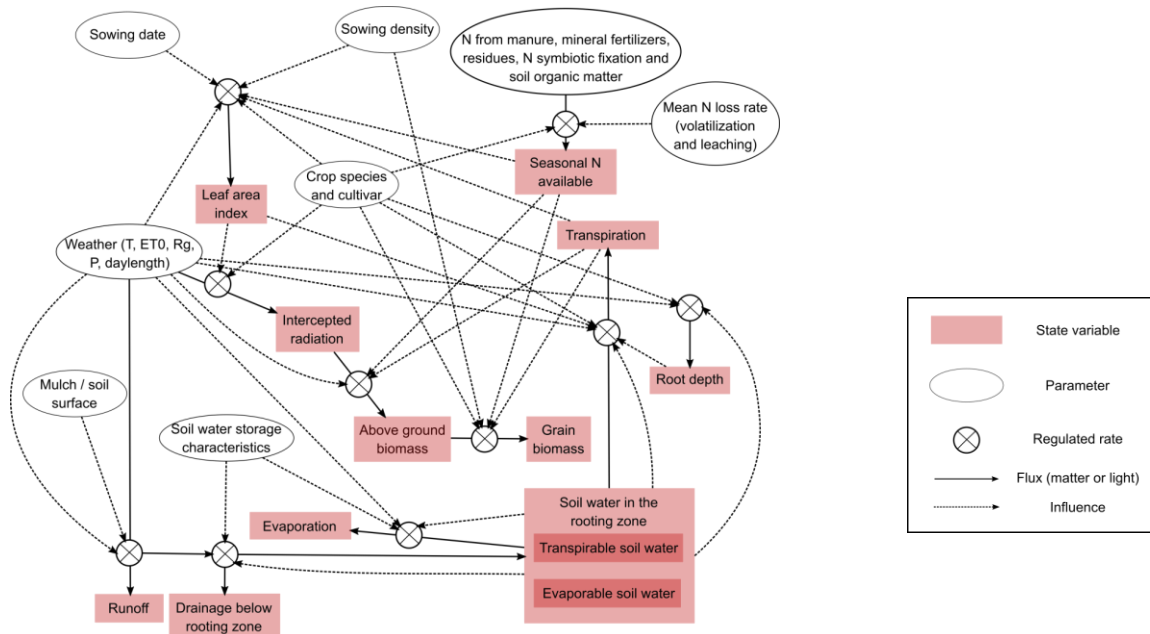 Sowing date
Sowing density
N from manure, mineral fertilizers,
residues, N symbiotic fixation and
soil organic matter
Mean N loss rate
(volatilization
and leaching)
Seasonal N
available
Crop species
and cultivar
Leaf area
index
Transpiration
Weather (T, ET0, Rg,
P, daylength)
Intercepted
radiation
Root depth
Mulch / soil
surface
Soil water storage
characteristics
Above ground
biomass
Grain
biomass
Evaporation
Soil water in the
rooting zone
Transpirable soil water
Evaporable soil water
Runoff
Drainage below
rooting zone
State variable
Parameter
Regulated rate
Flux (matter or light)
Influence